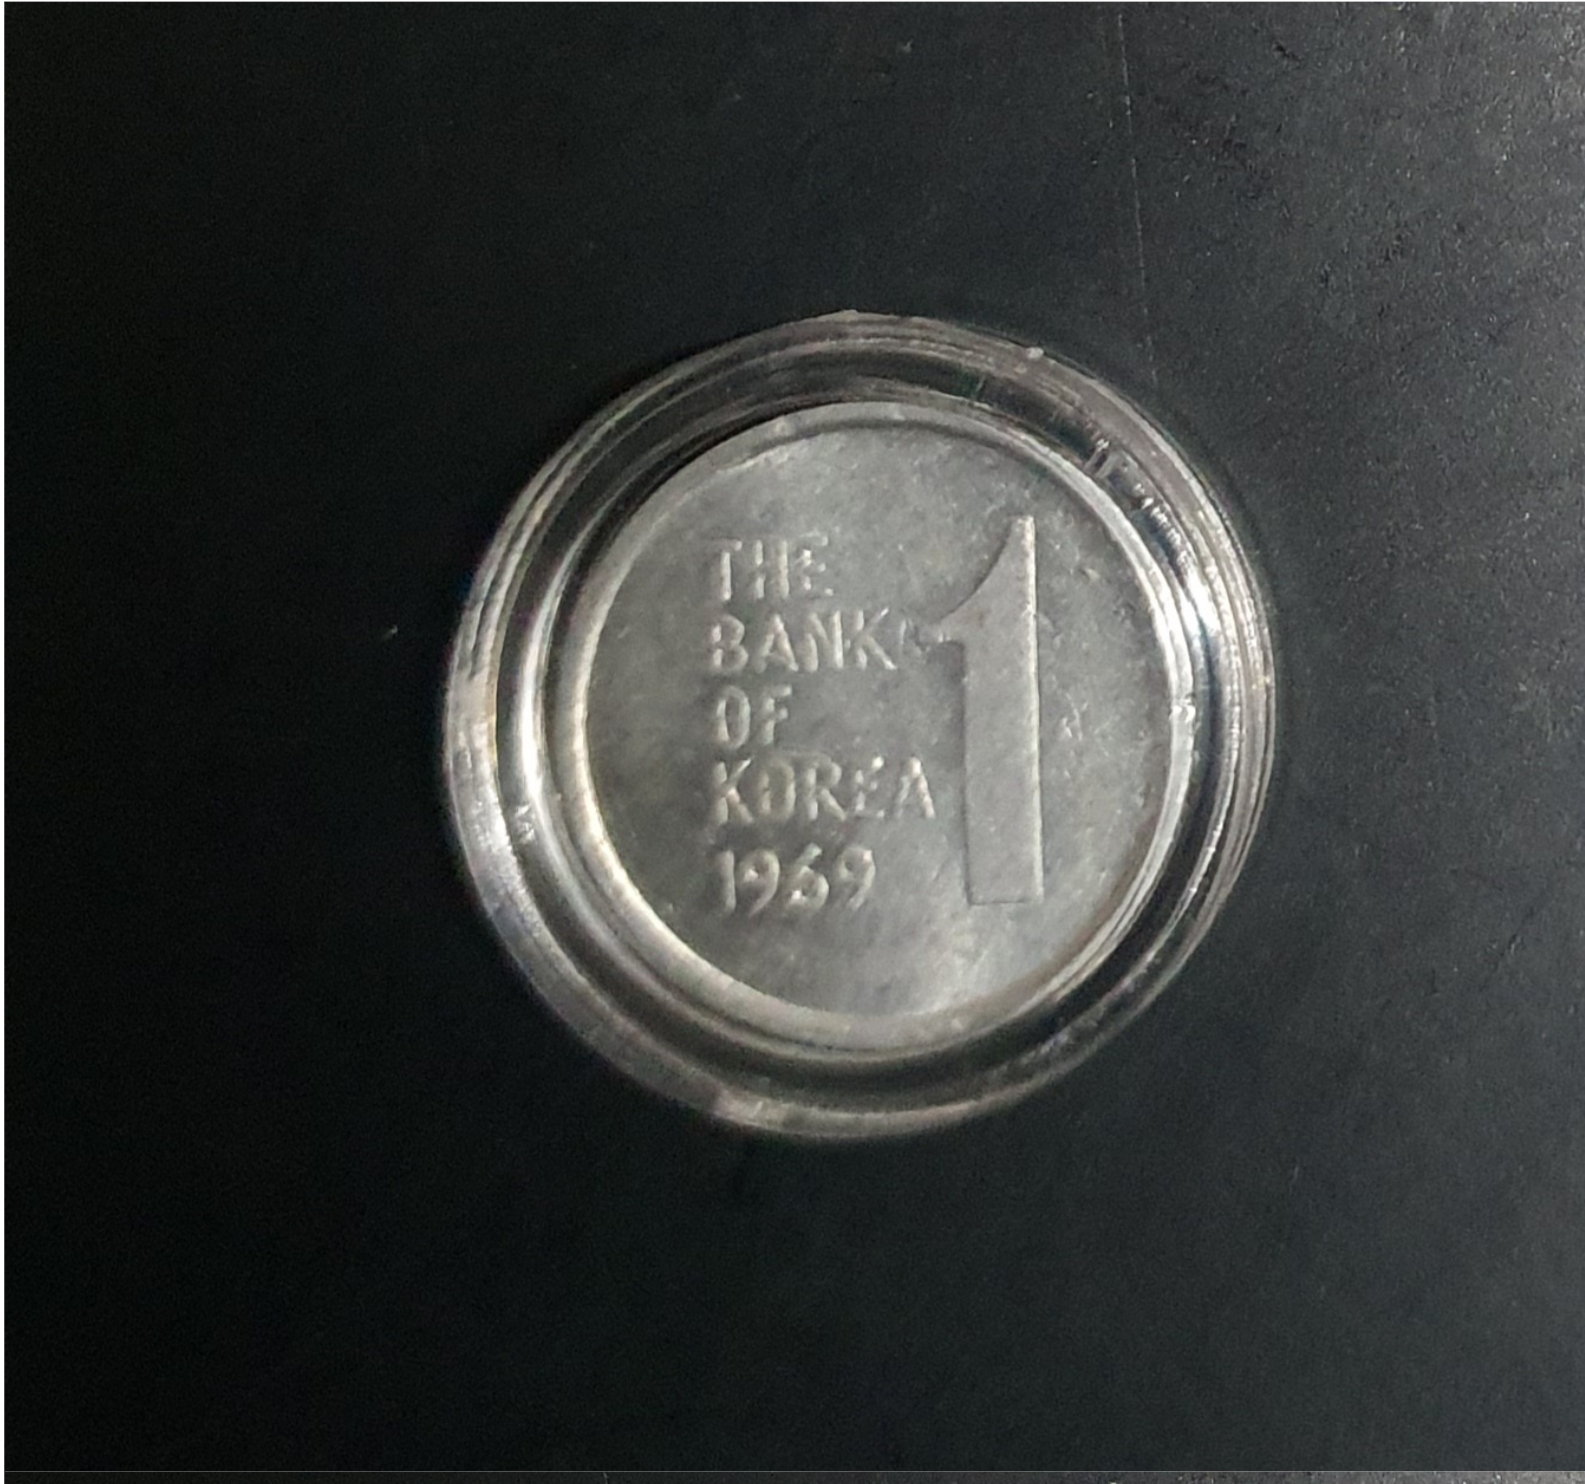 THE
BANK
OF
KOREA
1969
1